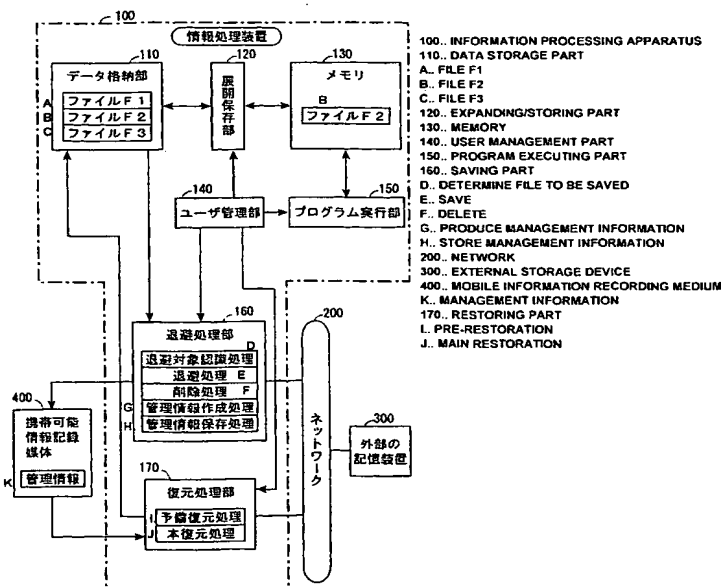 100
情報処理装置
110
データ格納部
A ファイルF1
B ファイルF2
C ファイルF3
120
展開保存部
130
メモリ
B
ファイルF2
140
ユーザ管理部
150
プログラム実行部
160
退避処理部
D
退避対象認識処理
退避処理 E
削除処理 F
G 管理情報作成処理
H 管理情報保存処理
170
復元処理部
I 予備復元処理
J 本復元処理
200
ネットワーク
300
外部の
記憶装置
400
携帯可能
情報記録
媒体
K 管理情報
100.. INFORMATION PROCESSING APPARATUS
110.. DATA STORAGE PART
A.. FILE F1
B.. FILE F2
C.. FILE F3
120.. EXPANDING/STORING PART
130.. MEMORY
140.. USER MANAGEMENT PART
150.. PROGRAM EXECUTING PART
160.. SAVING PART
D.. DETERMINE FILE TO BE SAVED
E.. SAVE
F.. DELETE
G.. PRODUCE MANAGEMENT INFORMATION
H.. STORE MANAGEMENT INFORMATION
200.. NETWORK
300.. EXTERNAL STORAGE DEVICE
400.. MOBILE INFORMATION RECORDING MEDIUM
K.. MANAGEMENT INFORMATION
170.. RESTORING PART
I.. PRE-RESTORATION
J.. MAIN RESTORATION